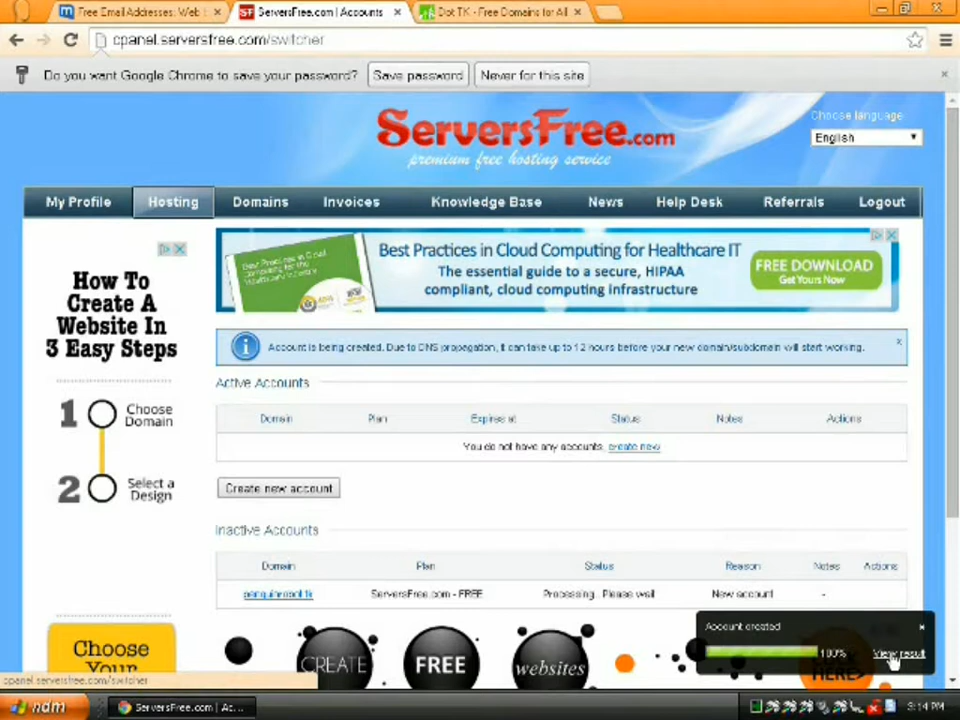 Free Email Addresses: Web
ServersFree.com | Accounts
Dot TK - Free Domains for All
cpanel.serversfree.com/switcher
Do you want Google Chrome to save your password?
Save password
Never for this site
Choose language
English
ServersFree.com
premium free hosting service
My Profile
Hosting
Domains
Invoices
Knowledge Base
News
Help Desk
Referrals
Logout
How To
Create A
Website In
3 Easy Steps
1
Choose
Domain
2
Select a
Design
Choose
Your
Best Practices in Cloud Computing for Healthcare IT
The essential guide to a secure, HIPAA
compliant, cloud computing infrastructure
FREE DOWNLOAD
Get Yours Now
Account is being created. Due to DNS propagation, it can take up to 12 hours before your new domain/subdomain will start working.
Active Accounts
Domain
Plan
Expires at
Status
Notes
Actions
You do not have any accounts, create new
Create new account
Inactive Accounts
Domain
Plan
Status
Reason
Notes
Actions
ServersFree.com - FREE
Processing.. Please wait
New account
-
Account created
100%
View result
CREATE
FREE
websites
HERE>
cpanel.serversfree.com/switcher
ndm
ServersFree.com | Ac...
3:14 PM